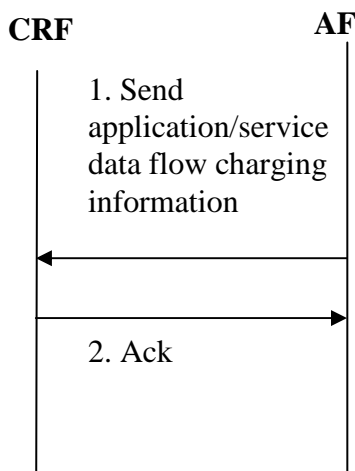 CRF
AF
1. Send
application/service
data flow charging
information
2. Ack